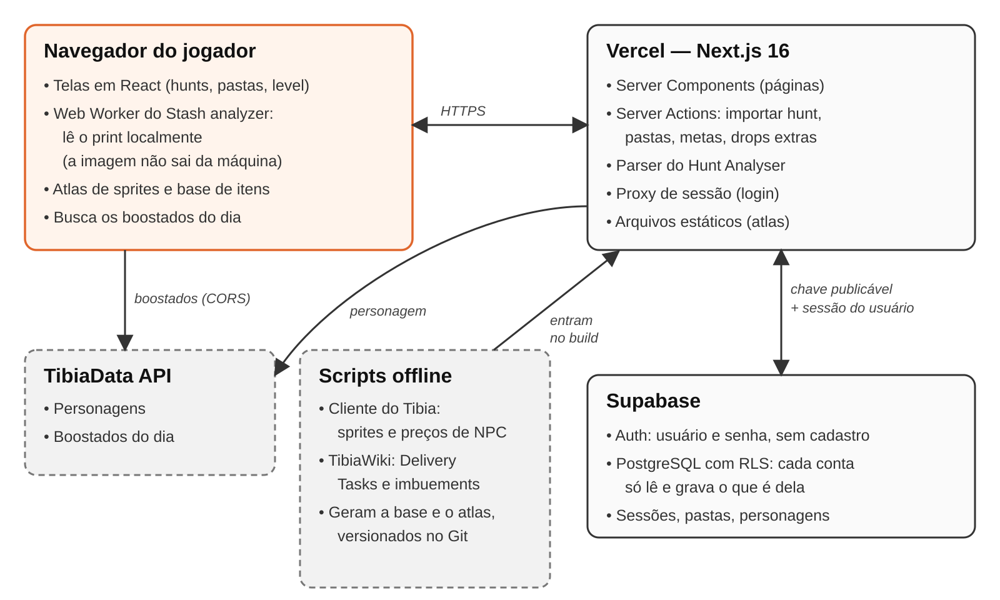 Navegador do jogador
• Telas em React (hunts, pastas, level)
• Web Worker do Stash analyzer:
lê o print localmente
(a imagem não sai da máquina)
• Atlas de sprites e base de itens
• Busca os boostados do dia
HTTPS
Vercel — Next.js 16
• Server Components (páginas)
• Server Actions: importar hunt,
pastas, metas, drops extras
• Parser do Hunt Analyser
• Proxy de sessão (login)
• Arquivos estáticos (atlas)
boostados (CORS)
personagem
entram
no build
chave publicável
+ sessão do usuário
TibiaData API
• Personagens
• Boostados do dia
Scripts offline
• Cliente do Tibia:
sprites e preços de NPC
• TibiaWiki: Delivery
Tasks e imbuements
• Geram a base e o atlas,
versionados no Git
Supabase
• Auth: usuário e senha, sem cadastro
• PostgreSQL com RLS: cada conta
só lê e grava o que é dela
• Sessões, pastas, personagens